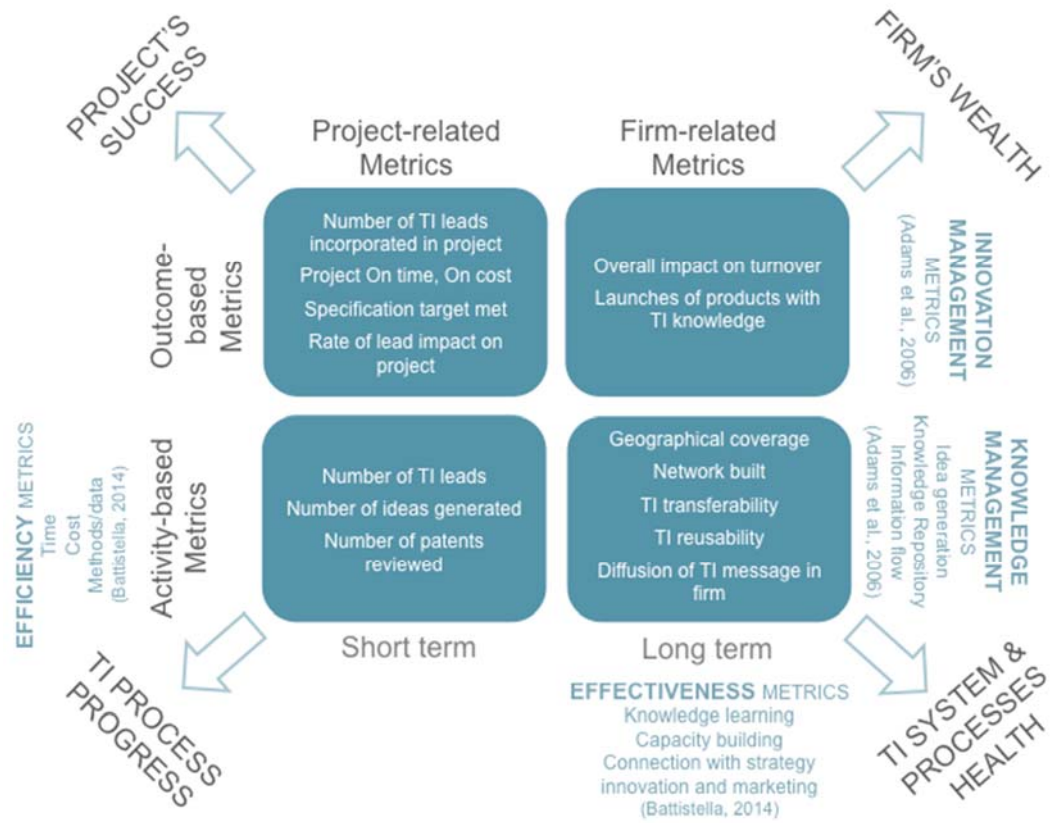 PROJECT'S
SUCCESS
FIRM'S WEALTH
Project-related
Metrics
Firm-related
Metrics
Outcome-
based
Metrics
Number of TI leads
incorporated in project
Project On time, On cost
Specification target met
Rate of lead impact on
project
Overall impact on turnover
Launches of products with
TI knowledge
INNOVATION
MANAGEMENT
METRICS
(Adams et al., 2006)
EFFICIENCY METRICS
Time
Cost
Methods/data
(Battistella, 2014)
Activity-based
Metrics
Number of TI leads
Number of ideas generated
Number of patents
reviewed
Geographical coverage
Network built
TI transferability
TI reusability
Diffusion of TI message in
firm
KNOWLEDGE
MANAGEMENT
METRICS
Idea generation
Knowledge Repository
Information flow
(Adams et al., 2006)
Short term
Long term
TI PROCESS
PROGRESS
EFFECTIVENESS METRICS
Knowledge learning
Capacity building
Connection with strategy
innovation and marketing
(Battistella, 2014)
TI SYSTEM &
PROCESSES
HEALTH